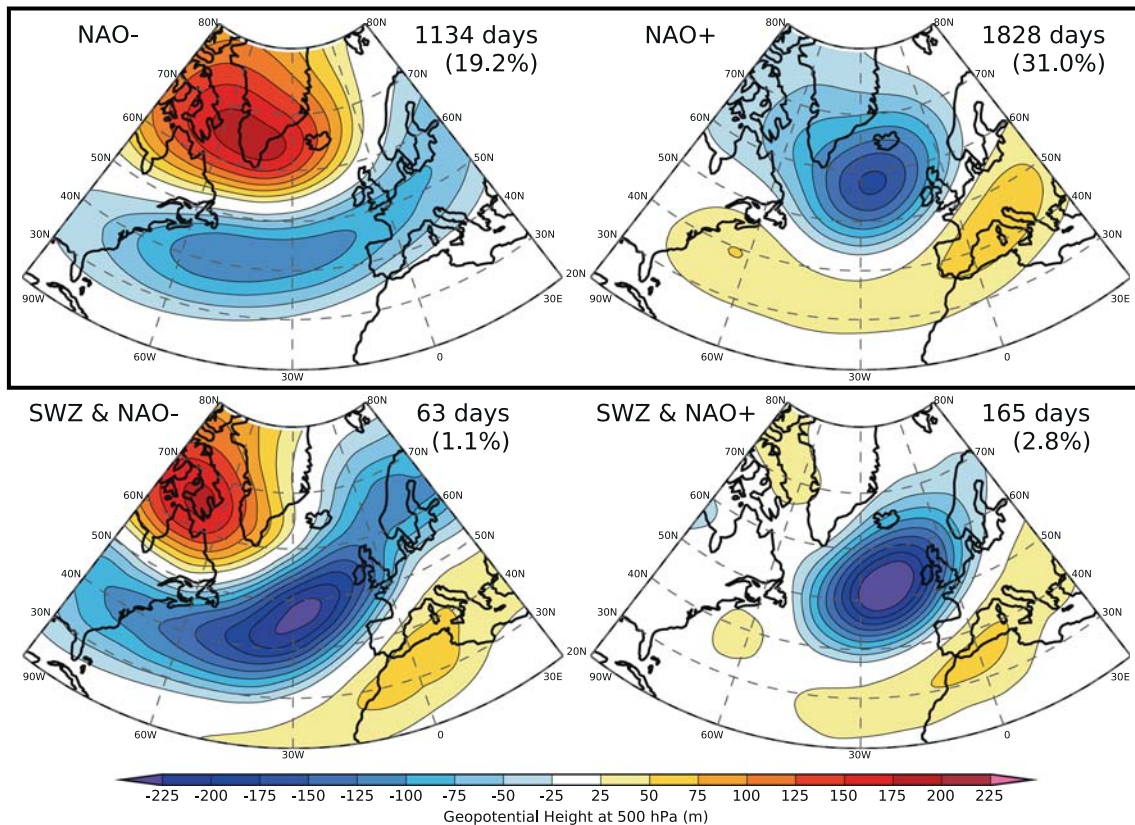 NAO-
1134 days
(19.2%)
80N
80N
70N
70N
60N
60N
50N
50N
40N
40N
30N
30N
20N
90W
30E
60W
0
30W
NAO+
1828 days
(31.0%)
80N
80N
70N
70N
60N
60N
50N
50N
40N
40N
30N
30N
20N
90W
30E
60W
0
30W
SWZ & NAO-
63 days
(1.1%)
80N
80N
70N
70N
60N
60N
50N
50N
40N
40N
30N
30N
20N
90W
30E
60W
0
30W
SWZ & NAO+
165 days
(2.8%)
80N
80N
70N
70N
60N
60N
50N
50N
40N
40N
30N
30N
20N
90W
30E
60W
0
30W
-225 -200 -175 -150 -125 -100 -75 -50 -25 25 50 75 100 125 150 175 200 225
Geopotential Height at 500 hPa (m)